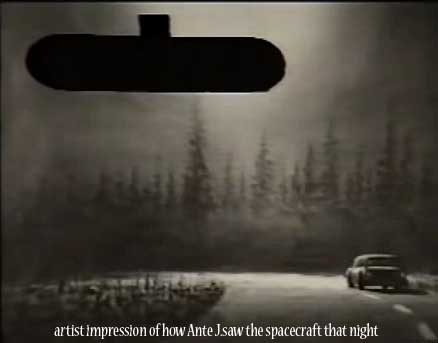 artist impression of how Ante J.saw the spacecraft that night